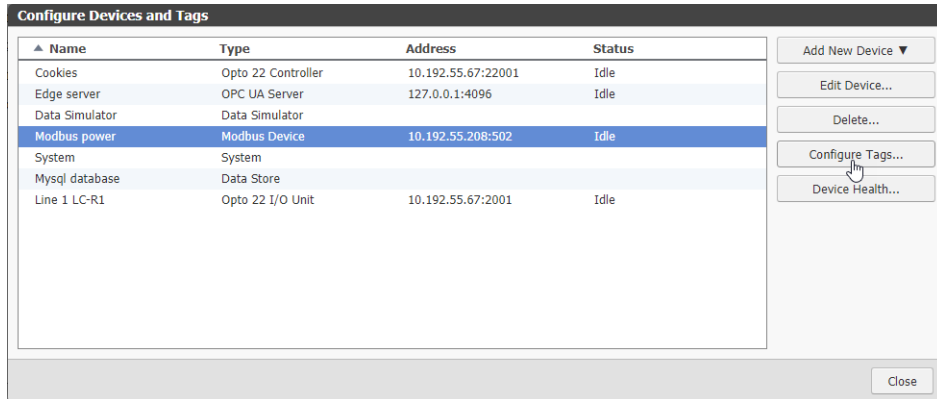 Configure Devices and Tags
▲ Name Type Address Status
Cookies Opto 22 Controller 10.192.55.67:22001 Idle
Edge server OPC UA Server 127.0.0.1:4096 Idle
Data Simulator Data Simulator
Modbus power Modbus Device 10.192.55.208:502 Idle
System System
Mysql database Data Store
Line 1 LC-R1 Opto 22 I/O Unit 10.192.55.67:2001 Idle
Add New Device ▼
Edit Device...
Delete...
Configure Tags...
Device Health...
Close